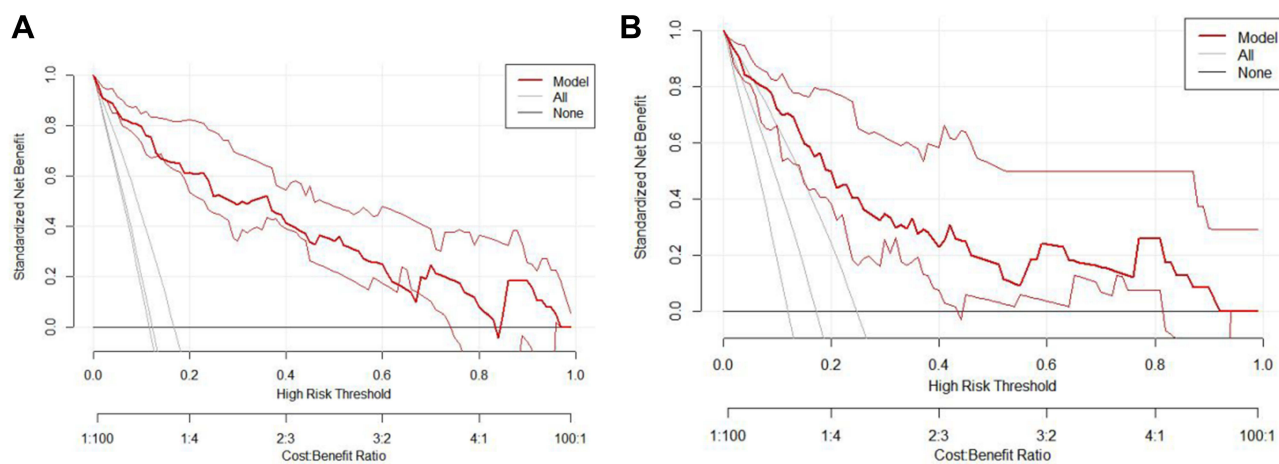 A
Model
All
None
Standardized Net Benefit
1.0
0.8
0.6
0.4
0.2
0.0
0.0 0.2 0.4 0.6 0.8 1.0
High Risk Threshold
1:100 1:4 2:3 3:2 4:1 100:1
Cost:Benefit Ratio
B
Model
All
None
Standardized Net Benefit
1.0
0.8
0.6
0.4
0.2
0.0
0.0 0.2 0.4 0.6 0.8 1.0
High Risk Threshold
1:100 1:4 2:3 3:2 4:1 100:1
Cost:Benefit Ratio